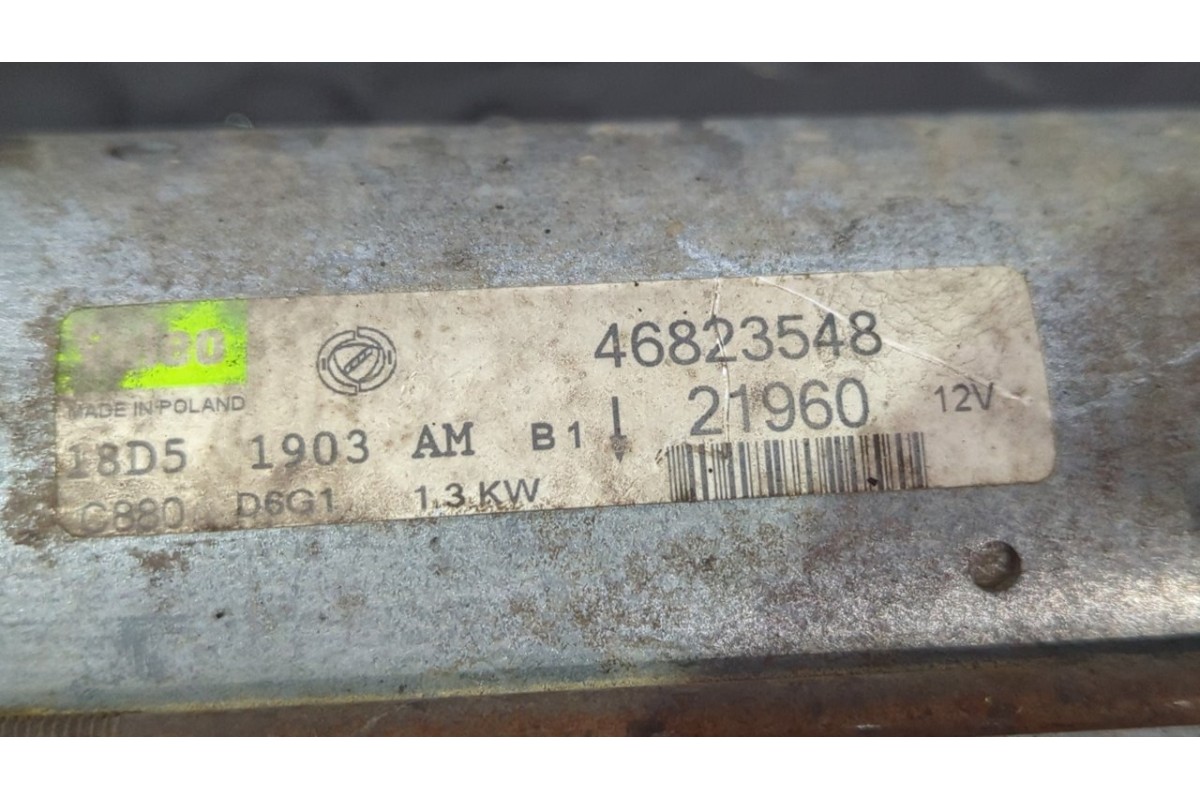 46823548
MADE IN POLAND
21960 12V
18D5 1903 AM B1
C880 D6G1 1.3 KW